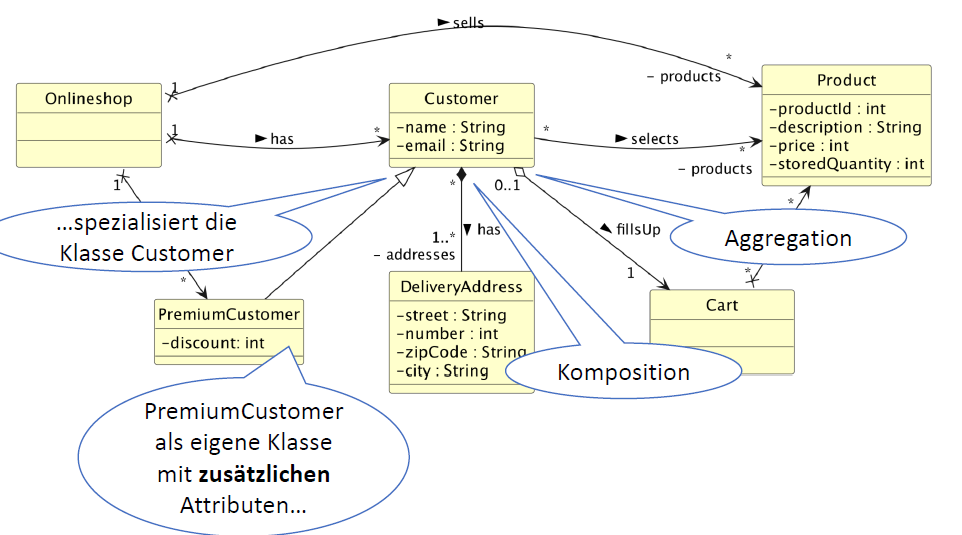 ► sells
1
*
- products
Onlineshop
Customer
-name : String
-email : String
Product
-productId : int
-description : String
-price : int
-storedQuantity : int
1
► has
*
*
► selects
*
- products
1
*
0..1
...spezialisiert die
Klasse Customer
1..*
▼ has
- addresses
fillsUp
1
*
*
Aggregation
*
PremiumCustomer
-discount: int
DeliveryAddress
-street : String
-number : int
-zipCode : String
-city : String
Cart
Komposition
PremiumCustomer
als eigene Klasse
mit zusätzlichen
Attributen...